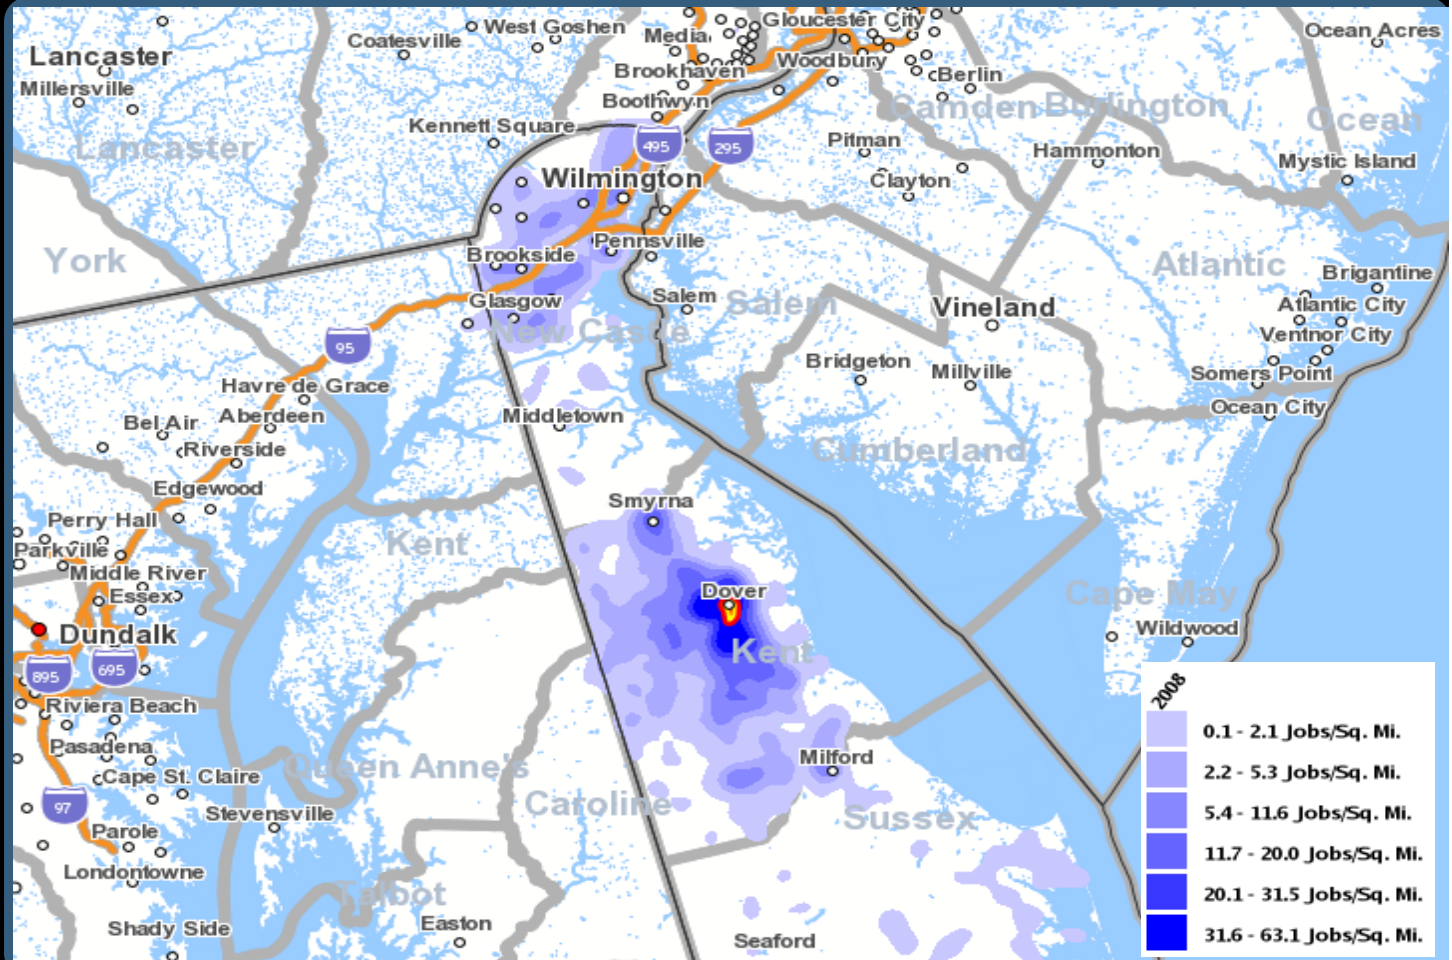 Gloucester City
West Goshen
Ocean Acres
Coatesville
Media
Lancaster
Woodbury
Brookhaven
Berlin
Millersville
Boothwyn
Camden
Burlington
Ocean
Kennett Square
Lancaster
495
295
Pitman
Hammonton
Mystic Island
Wilmington
Clayton
Pennsville
Brookside
York
Atlantic
Brigantine
Glasgow
Salem
Salem
Vineland
Atlantic City
New Castle
Ventnor City
95
Bridgeton
Millville
Somers Point
Havre de Grace
Aberdeen
Middletown
Ocean City
Bel Air
Riverside
Cumberland
Edgewood
Smyrna
Perry Hall
Parkville
Kent
Middle River
Essex
Dover
Cape May
Dundalk
Wildwood
Kent
895
695
Riviera Beach
Pasadena
Milford
Queen Anne's
Cape St. Claire
97
Caroline
Stevensville
Sussex
Parole
Londontowne
Talbot
Shady Side
Easton
Seaford
2008
0.1 - 2.1 Jobs/Sq. Mi.
2.2 - 5.3 Jobs/Sq. Mi.
5.4 - 11.6 Jobs/Sq. Mi.
11.7 - 20.0 Jobs/Sq. Mi.
20.1 - 31.5 Jobs/Sq. Mi.
31.6 - 63.1 Jobs/Sq. Mi.